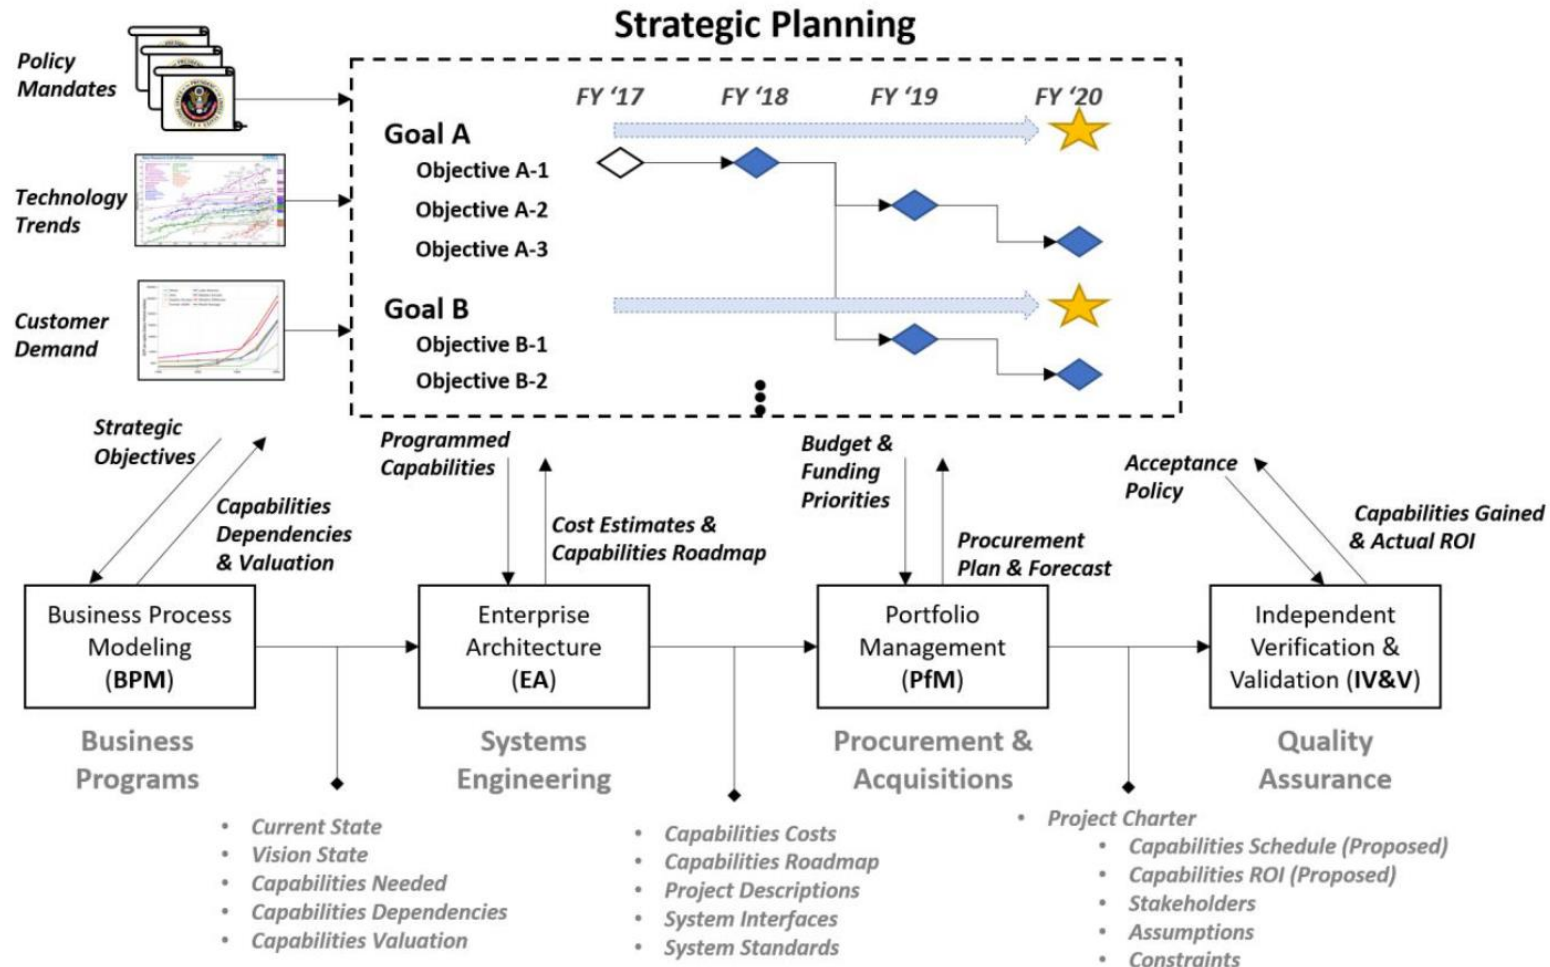 Strategic Planning
Policy
Mandates
FY ‘17
FY ‘18
FY ‘19
FY ‘20
Goal A
Objective A-1
Technology
Trends
Objective A-2
Objective A-3
Goal B
Customer
Demand
Objective B-1
Objective B-2
Strategic
Objectives
Programmed
Capabilities
Budget &
Funding
Priorities
Acceptance
Policy
Capabilities
Dependencies
& Valuation
Cost Estimates &
Capabilities Roadmap
Procurement
Plan & Forecast
Capabilities Gained
& Actual ROI
Business Process
Modeling
(BPM)
Enterprise
Architecture
(EA)
Portfolio
Management
(PfM)
Independent
Verification &
Validation (IV&V)
Business
Programs
Systems
Engineering
Procurement &
Acquisitions
Quality
Assurance
• Current State
• Vision State
• Capabilities Needed
• Capabilities Dependencies
• Capabilities Valuation
• Capabilities Costs
• Capabilities Roadmap
• Project Descriptions
• System Interfaces
• System Standards
• Project Charter
• Capabilities Schedule (Proposed)
• Capabilities ROI (Proposed)
• Stakeholders
• Assumptions
• Constraints